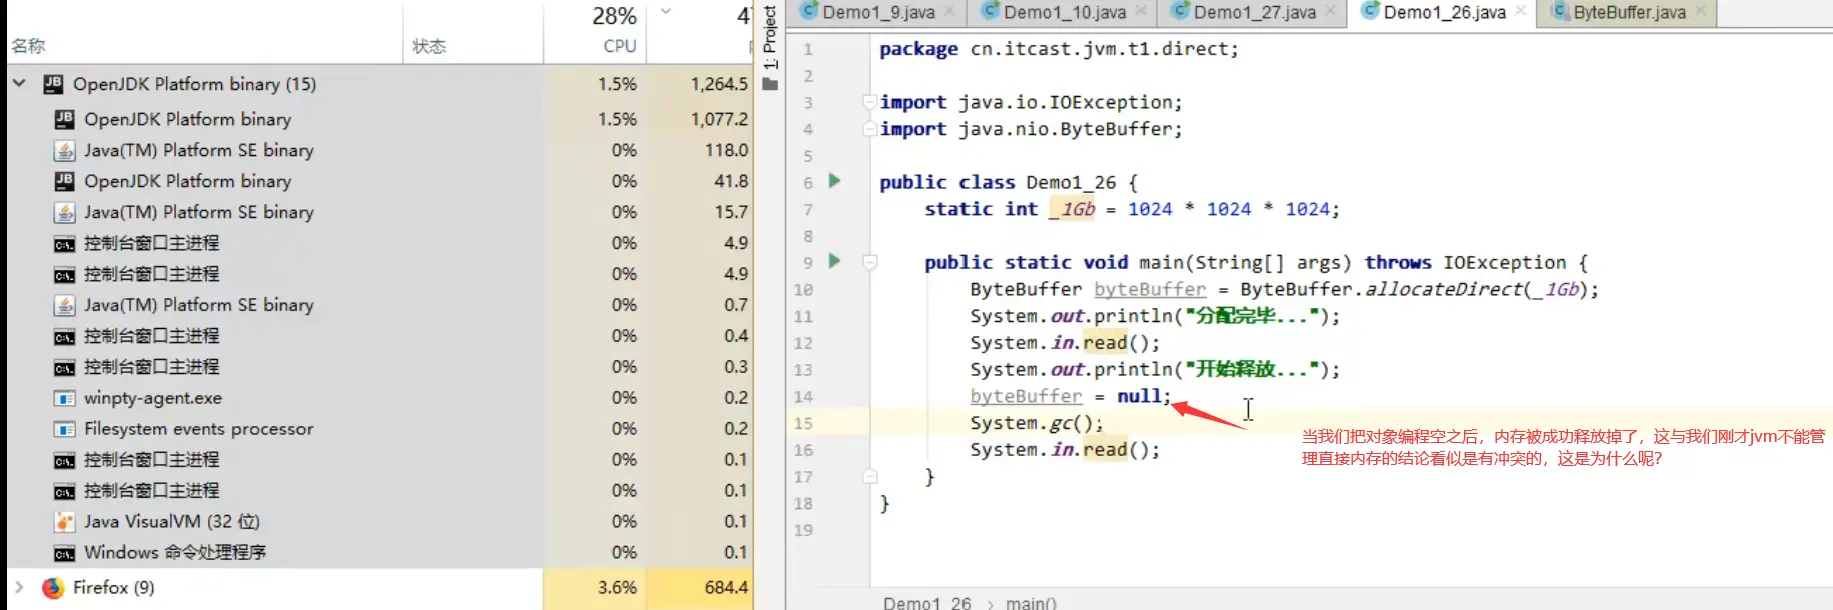 28%
4
名称
状态
CPU
OpenJDK Platform binary (15)
1.5%
1,264.5
OpenJDK Platform binary
1.5%
1,077.2
Java(TM) Platform SE binary
0%
118.0
OpenJDK Platform binary
0%
41.8
Java(TM) Platform SE binary
0%
15.7
控制台窗口主进程
0%
4.9
控制台窗口主进程
0%
4.9
Java(TM) Platform SE binary
0%
0.7
控制台窗口主进程
0%
0.4
控制台窗口主进程
0%
0.3
winpty-agent.exe
0%
0.2
Filesystem events processor
0%
0.2
控制台窗口主进程
0%
0.1
控制台窗口主进程
0%
0.1
Java VisualVM (32 位)
0%
0.1
Windows 命令处理程序
0%
0.1
Firefox (9)
3.6%
684.4
1: Project
Demo1_9.java
Demo1_10.java
Demo1_27.java
Demo1_26.java
ByteBuffer.java
1 package cn.itcast.jvm.t1.direct;
2
3 import java.io.IOException;
4 import java.nio.ByteBuffer;
5
6 public class Demo1_26 {
7 static int _1Gb = 1024 * 1024 * 1024;
8
9 public static void main(String[] args) throws IOException {
10 ByteBuffer byteBuffer = ByteBuffer.allocateDirect(_1Gb);
11 System.out.println("分配完毕...");
12 System.in.read();
13 System.out.println("开始释放...");
14 byteBuffer = null;
15 System.gc();
16 System.in.read();
17 }
18 }
19
当我们把对象编程空之后，内存被成功释放掉了，这与我们刚才jvm不能管
理直接内存的结论看似是有冲突的，这是为什么呢？
Demo1_26 › main()